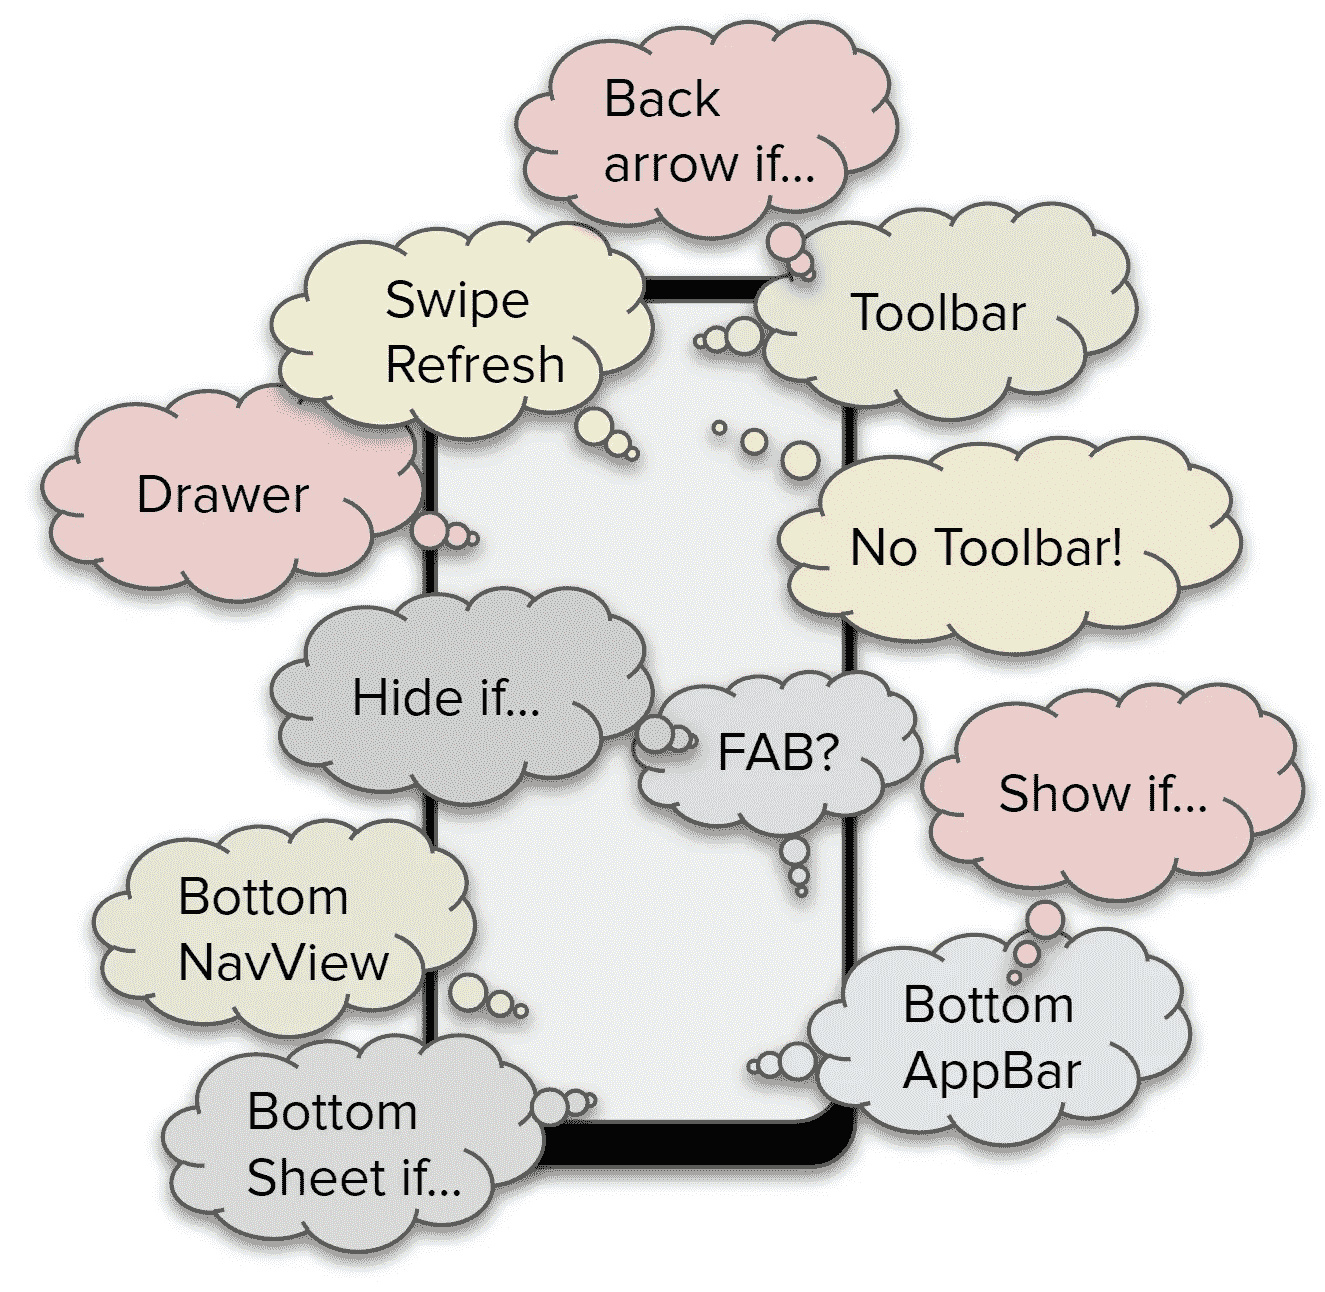 Back
arrow if...
Swipe
Refresh
Toolbar
Drawer
No Toolbar!
Hide if...
FAB?
Show if...
Bottom
NavView
Bottom
AppBar
Bottom
Sheet if...